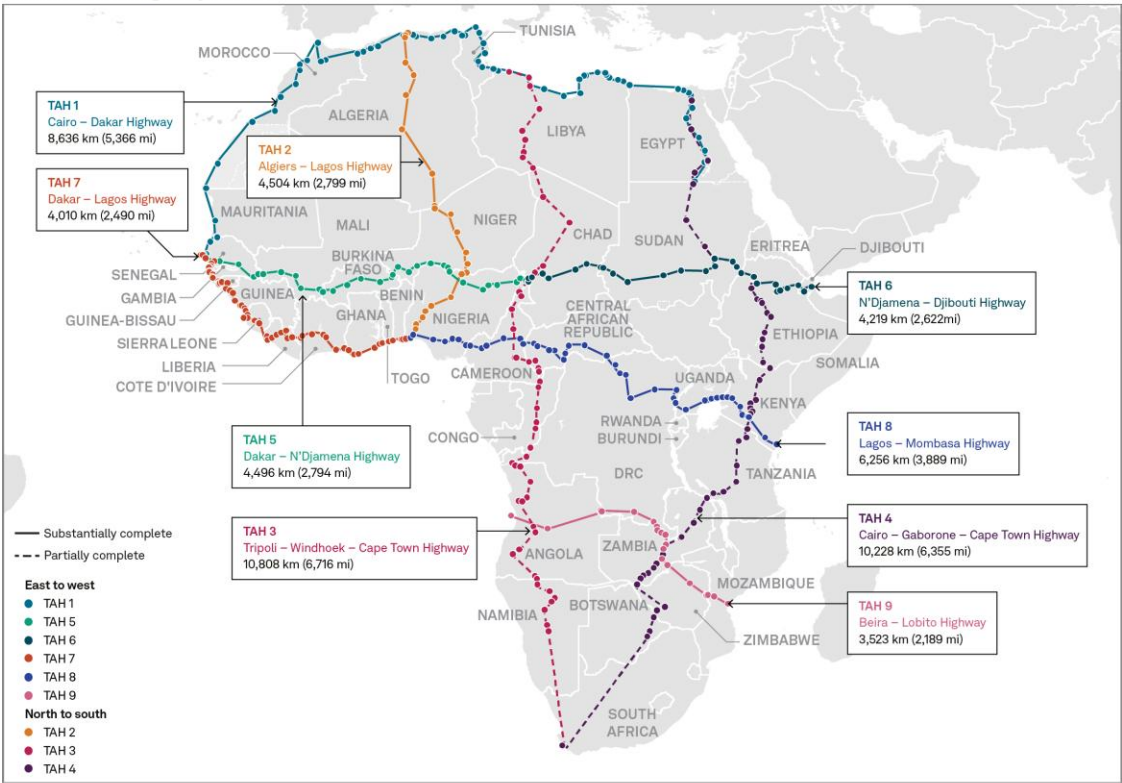 TUNISIA
MOROCCO
TAH 1
Cairo – Dakar Highway
8,636 km (5,366 mi)
ALGERIA
LIBYA
EGYPT
TAH 2
Algiers – Lagos Highway
4,504 km (2,799 mi)
TAH 7
Dakar – Lagos Highway
4,010 km (2,490 mi)
MAURITANIA
MALI
NIGER
CHAD
SUDAN
ERITREA
DJIBOUTI
BURKINA
FASO
SENEGAL
GAMBIA
GUINEA
BENIN
GUINEA-BISSAU
GHANA
NIGERIA
CENTRAL
AFRICAN
REPUBLIC
TAH 6
N'Djamena – Djibouti Highway
4,219 km (2,622mi)
ETHIOPIA
SIERRA LEONE
LIBERIA
COTE D'IVOIRE
TOGO
CAMEROON
UGANDA
SOMALIA
KENYA
RWANDA
BURUNDI
CONGO
DRC
TANZANIA
TAH 8
Lagos – Mombasa Highway
6,256 km (3,889 mi)
TAH 5
Dakar – N'Djamena Highway
4,496 km (2,794 mi)
TAH 3
Tripoli – Windhoek – Cape Town Highway
10,808 km (6,716 mi)
ANGOLA
ZAMBIA
TAH 4
Cairo – Gaborone – Cape Town Highway
10,228 km (6,355 mi)
MOZAMBIQUE
NAMIBIA
BOTSWANA
ZIMBABWE
TAH 9
Beira – Lobito Highway
3,523 km (2,189 mi)
SOUTH
AFRICA
Substantially complete
Partially complete
East to west
TAH 1
TAH 5
TAH 6
TAH 7
TAH 8
TAH 9
North to south
TAH 2
TAH 3
TAH 4